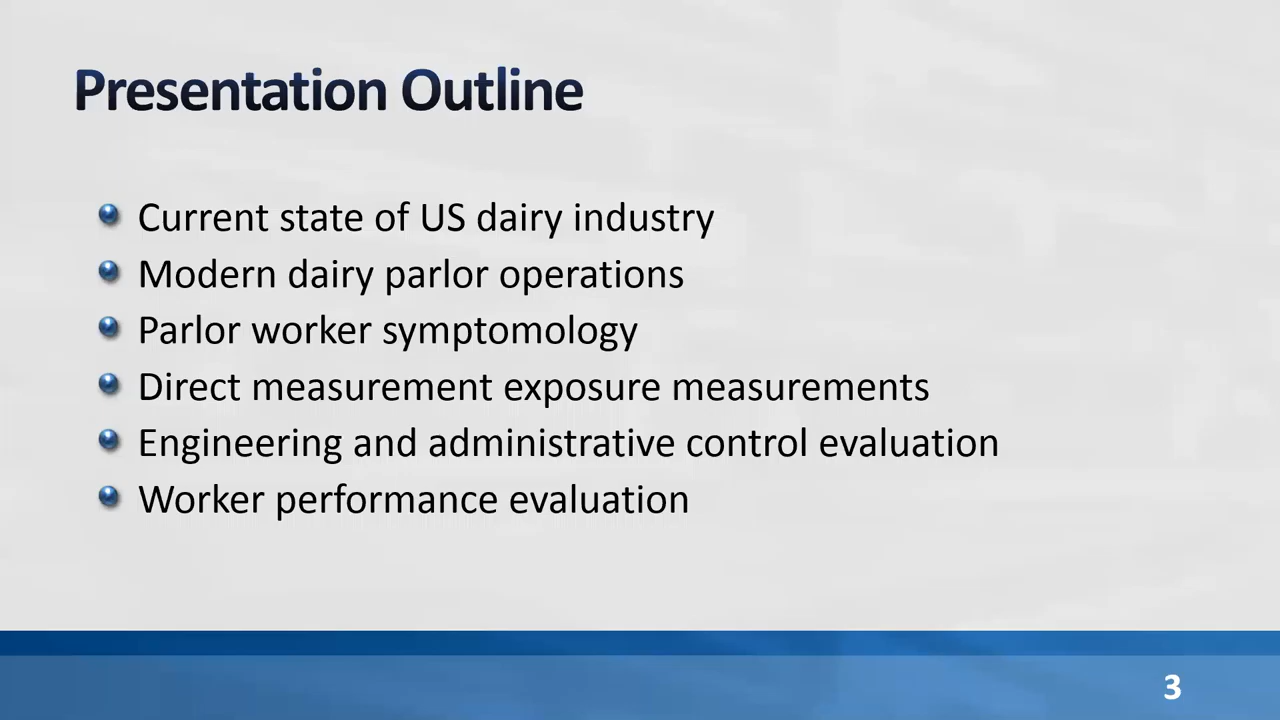 Presentation Outline
Current state of US dairy industry
Modern dairy parlor operations
Parlor worker symptomology
Direct measurement exposure measurements
Engineering and administrative control evaluation
Worker performance evaluation
3